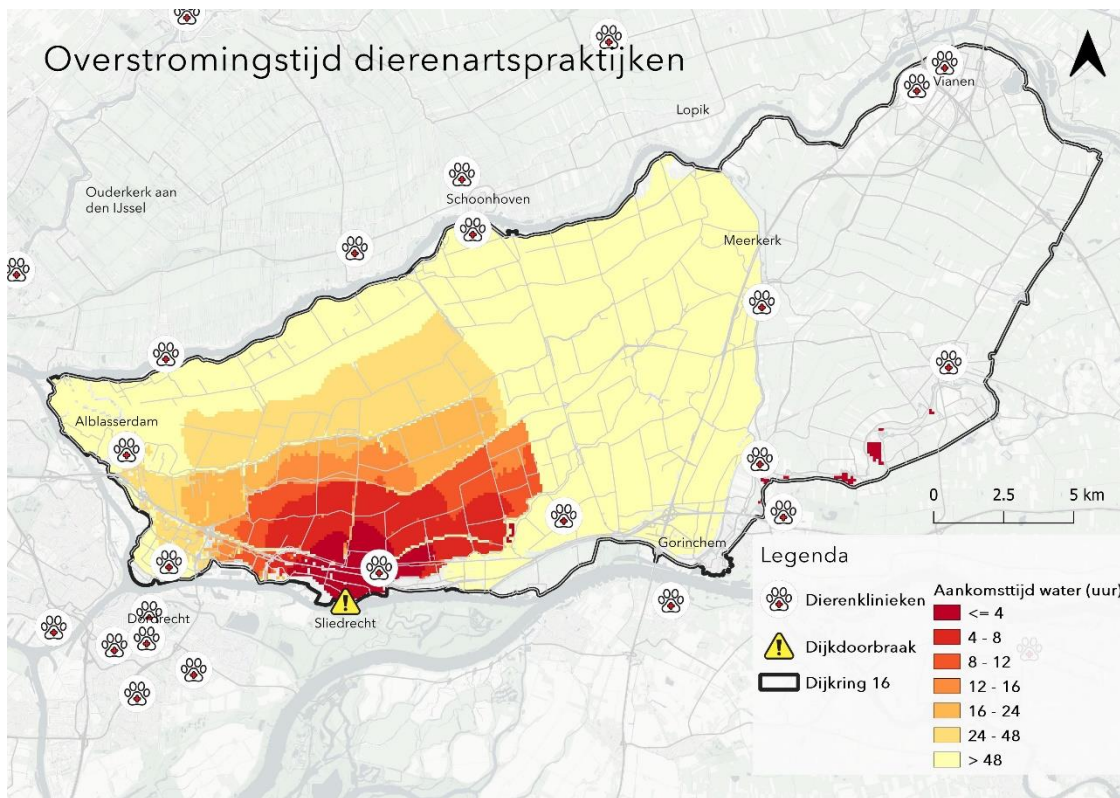 Overstromingstijd dierenartspraktijken
Vianen
Lopik
Ouderkerk aan
den IJssel
Schoonhoven
Meerkerk
Alblasserdam
Gorinchem
Sliedrecht
Dordrecht
0 2.5 5 km
Legenda
Dierenklinieken
Dijkdoorbraak
Dijkring 16
Aankomsttijd water (uur)
<= 4
4 - 8
8 - 12
12 - 16
16 - 24
24 - 48
> 48